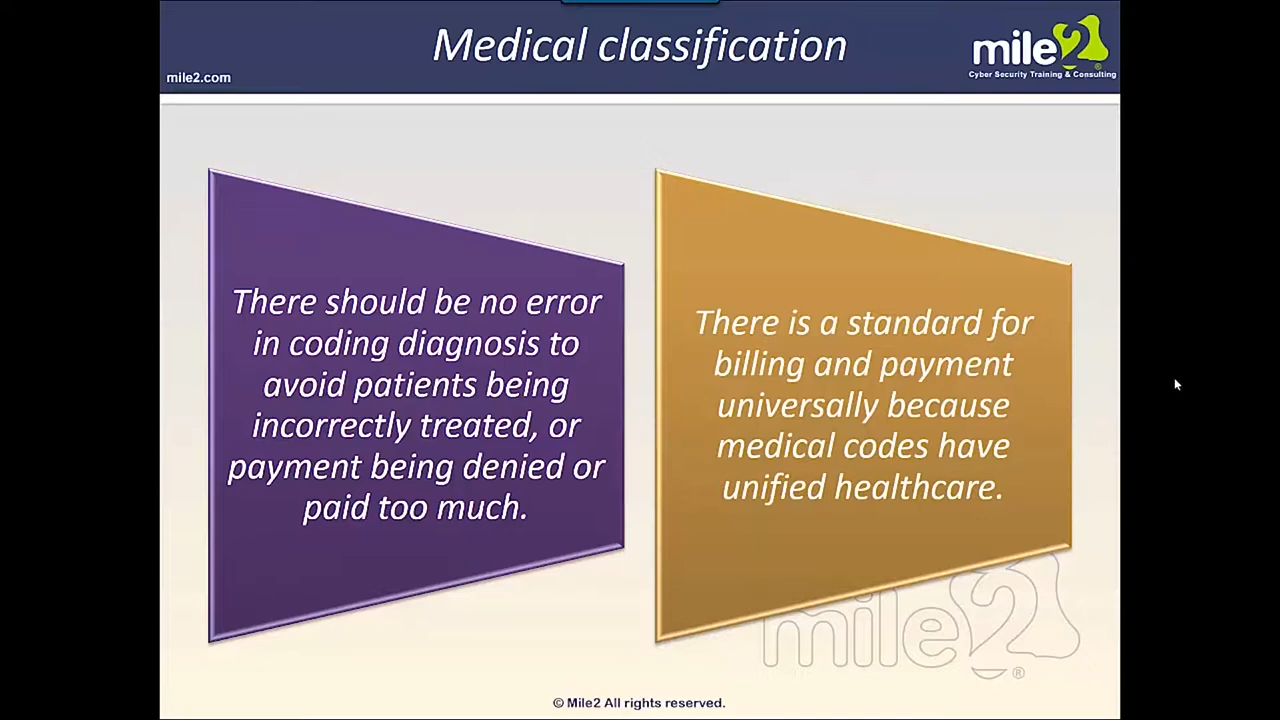 Medical classification
mile2.com
mile2
®
Cyber Security Training & Consulting
There should be no error
in coding diagnosis to
avoid patients being
incorrectly treated, or
payment being denied or
paid too much.
There is a standard for
billing and payment
universally because
medical codes have
unified healthcare.
mile2
®
© Mile2 All rights reserved.